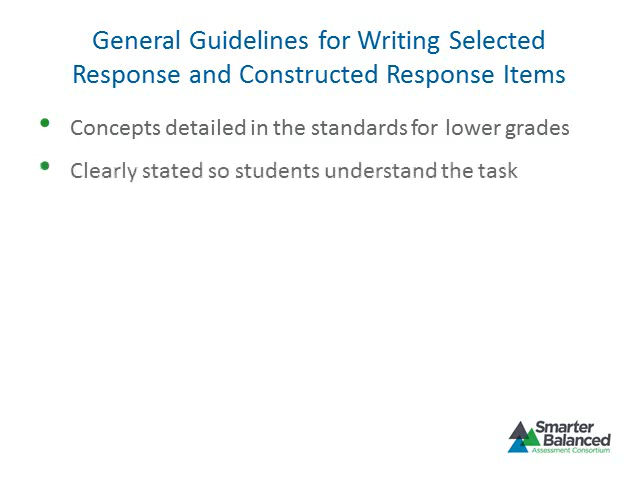 General Guidelines for Writing Selected
Response and Constructed Response Items
• Concepts detailed in the standards for lower grades
• Clearly stated so students understand the task
Smarter
Balanced
Assessment Consortium